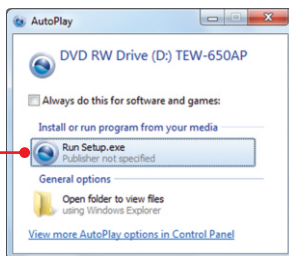 AutoPlay
DVD RW Drive (D:) TEW-650AP
Always do this for software and games:
Install or run program from your media
Run Setup.exe
Publisher not specified
General options
Open folder to view files
using Windows Explorer
View more AutoPlay options in Control Panel